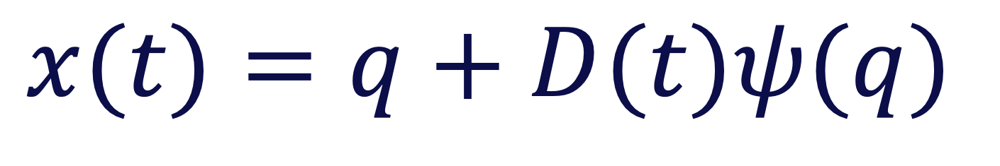 x(t) = q + D(t)ψ(q)